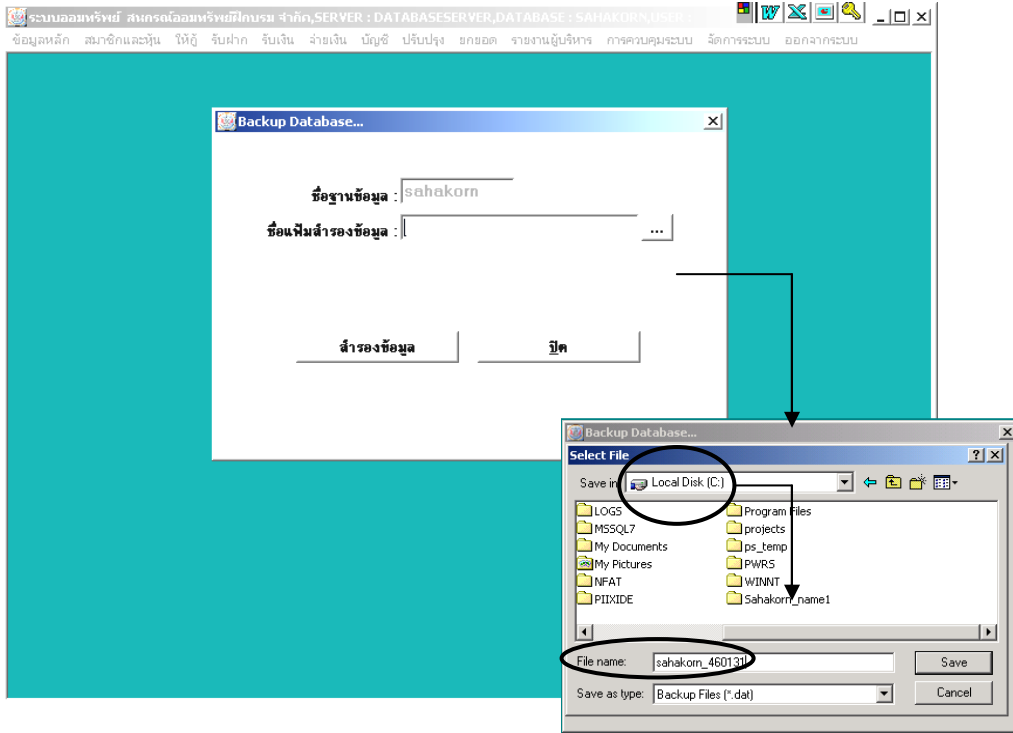 ระบบออมทรัพย์ สหกรณ์ออมทรัพย์ฝึกบรม จำกัด,SERVER : DATABASESERVER,DATABASE : SAHAKORN,USER :
ข้อมูลหลัก สมาชิกและหุ้น ให้กู้ รับฝาก รับเงิน จ่ายเงิน บัญชี ปรับปรุง ยกยอด รายงานผู้บริหาร การควบคุมระบบ จัดการระบบ ออกจากระบบ
Backup Database...
ชื่อฐานข้อมูล : sahakorn
ชื่อแฟ้มสำรองข้อมูล :
...
สำรองข้อมูล ปิด
Backup Database...
Select File
Save in: Local Disk (C:)
LOGS Program Files
MSSQL7 projects
My Documents ps_temp
My Pictures PWRS
NFAT WINNT
PIIXIDE Sahakorn_name1
File name: sahakorn_460131 Save
Save as type: Backup Files (*.dat) Cancel